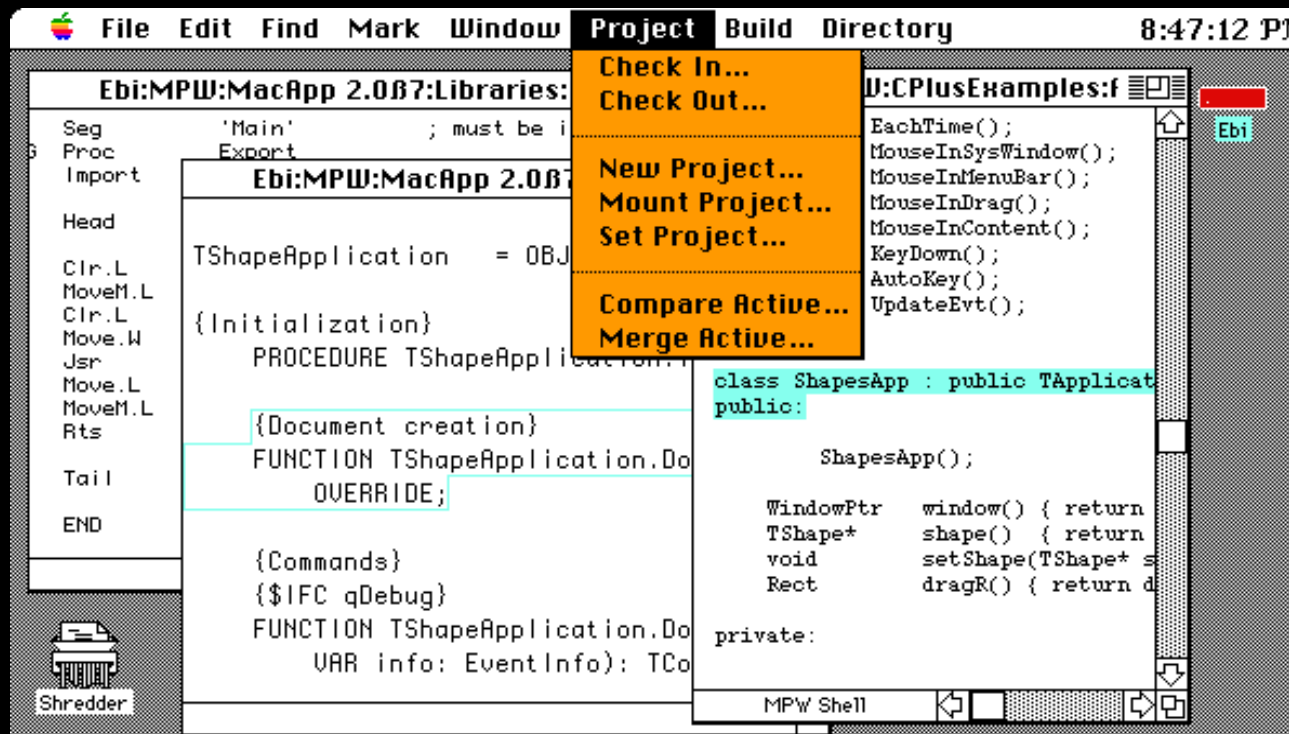 File Edit Find Mark Window Project Build Directory 8:47:12
Check In...
Check Out...
New Project...
Mount Project...
Set Project...
Compare Active...
Merge Active...
Ebi:MPW:MacApp 2.0ß7:Libraries:
Seg 'Main' ; must be i
Proc Export
Import
Head
Clr.L
MoveM.L
Clr.L
Move.W
Jsr
Move.L
MoveM.L
Rts
Tail
END
Ebi:MPW:MacApp 2.0ß7
TShapeApplication = OBJ
{Initialization}
PROCEDURE TShapeApplication.
{Document creation}
FUNCTION TShapeApplication.Do
OVERRIDE;
{Commands}
{$IFC qDebug}
FUNCTION TShapeApplication.Do
VAR info: EventInfo): TCo
:CPlusExamples:f
EachTime();
MouseInSysWindow();
MouseInMenuBar();
MouseInDrag();
MouseInContent();
KeyDown();
AutoKey();
UpdateEvt();
class ShapesApp : public TApplicat
public:
ShapesApp();
WindowPtr window() { return
TShape* shape() { return
void setShape(TShape* s
Rect dragR() { return d
private:
MPW Shell
Ebi
Shredder